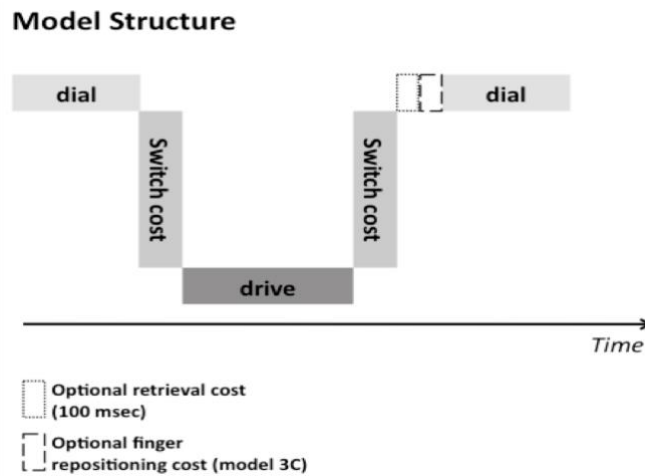 Model Structure
dial
dial
Switch cost
Switch cost
drive
Time
Optional retrieval cost
(100 msec)
Optional finger
repositioning cost (model 3C)